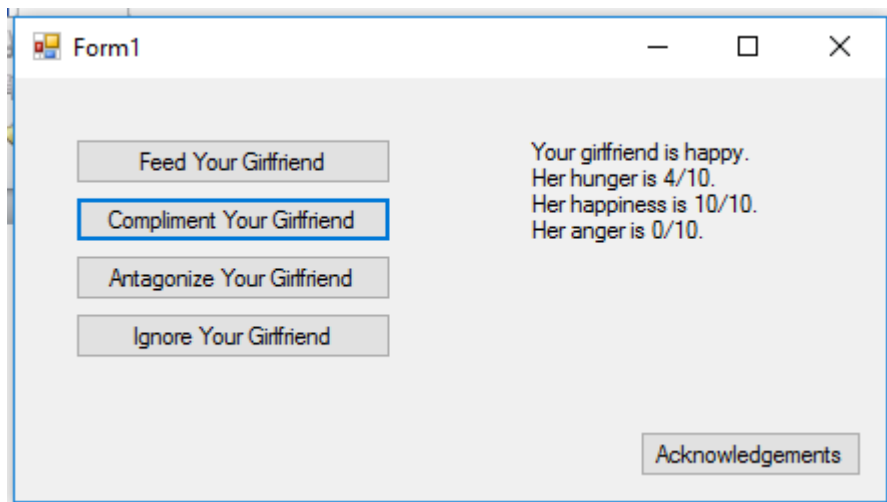 Form1
Feed Your Girlfriend
Compliment Your Girlfriend
Antagonize Your Girlfriend
Ignore Your Girlfriend
Your girlfriend is happy.
Her hunger is 4/10.
Her happiness is 10/10.
Her anger is 0/10.
Acknowledgements